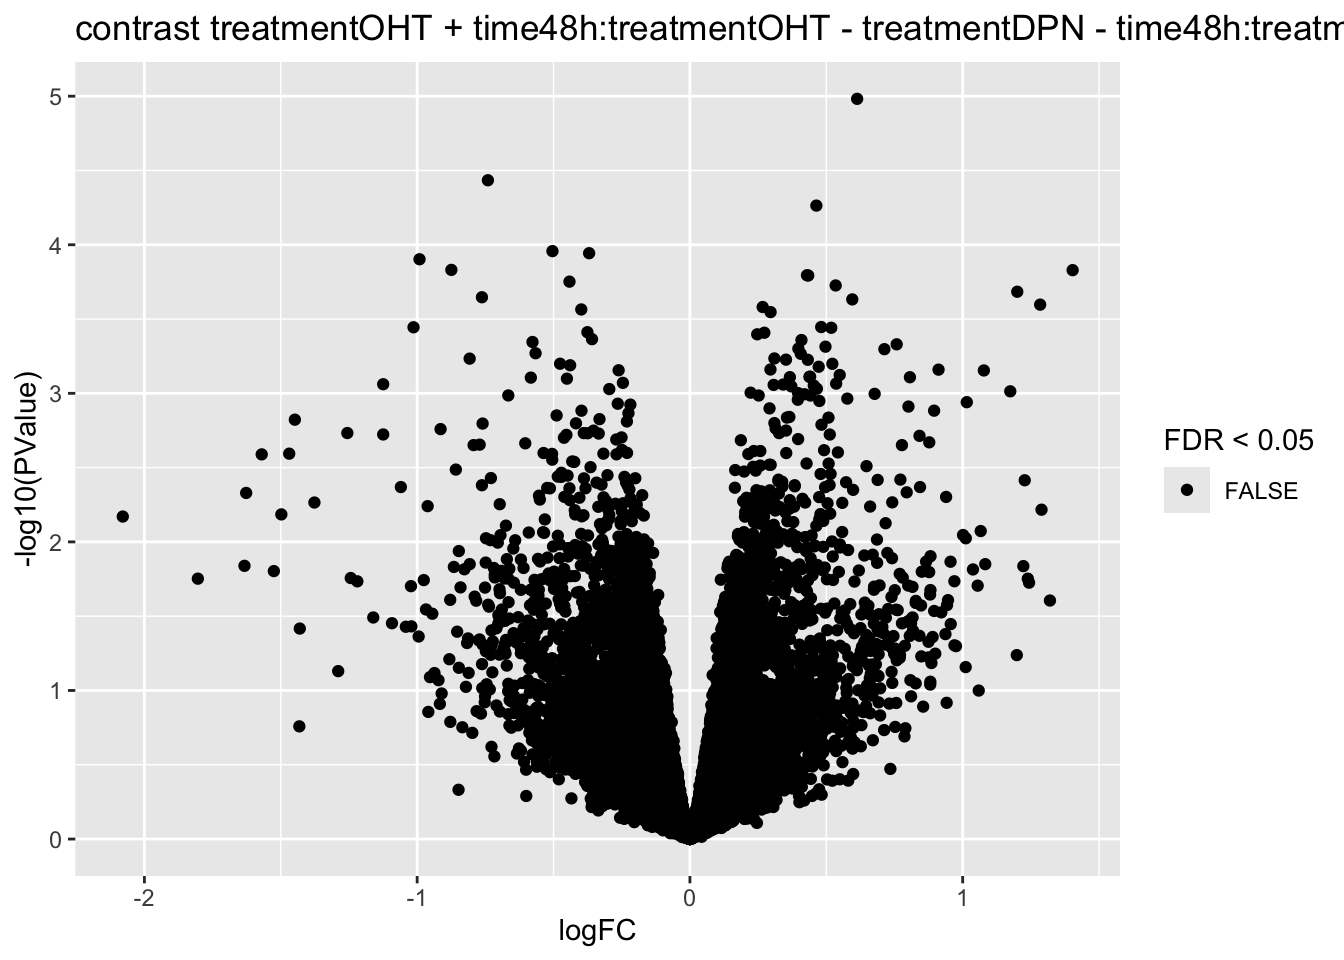 contrast treatmentOHT + time48h:treatmentOHT - treatmentDPN - time48h:treatm
5
4
3
2
1
0
-log10(PValue)
-2 -1 0 1
logFC
FDR < 0.05
FALSE